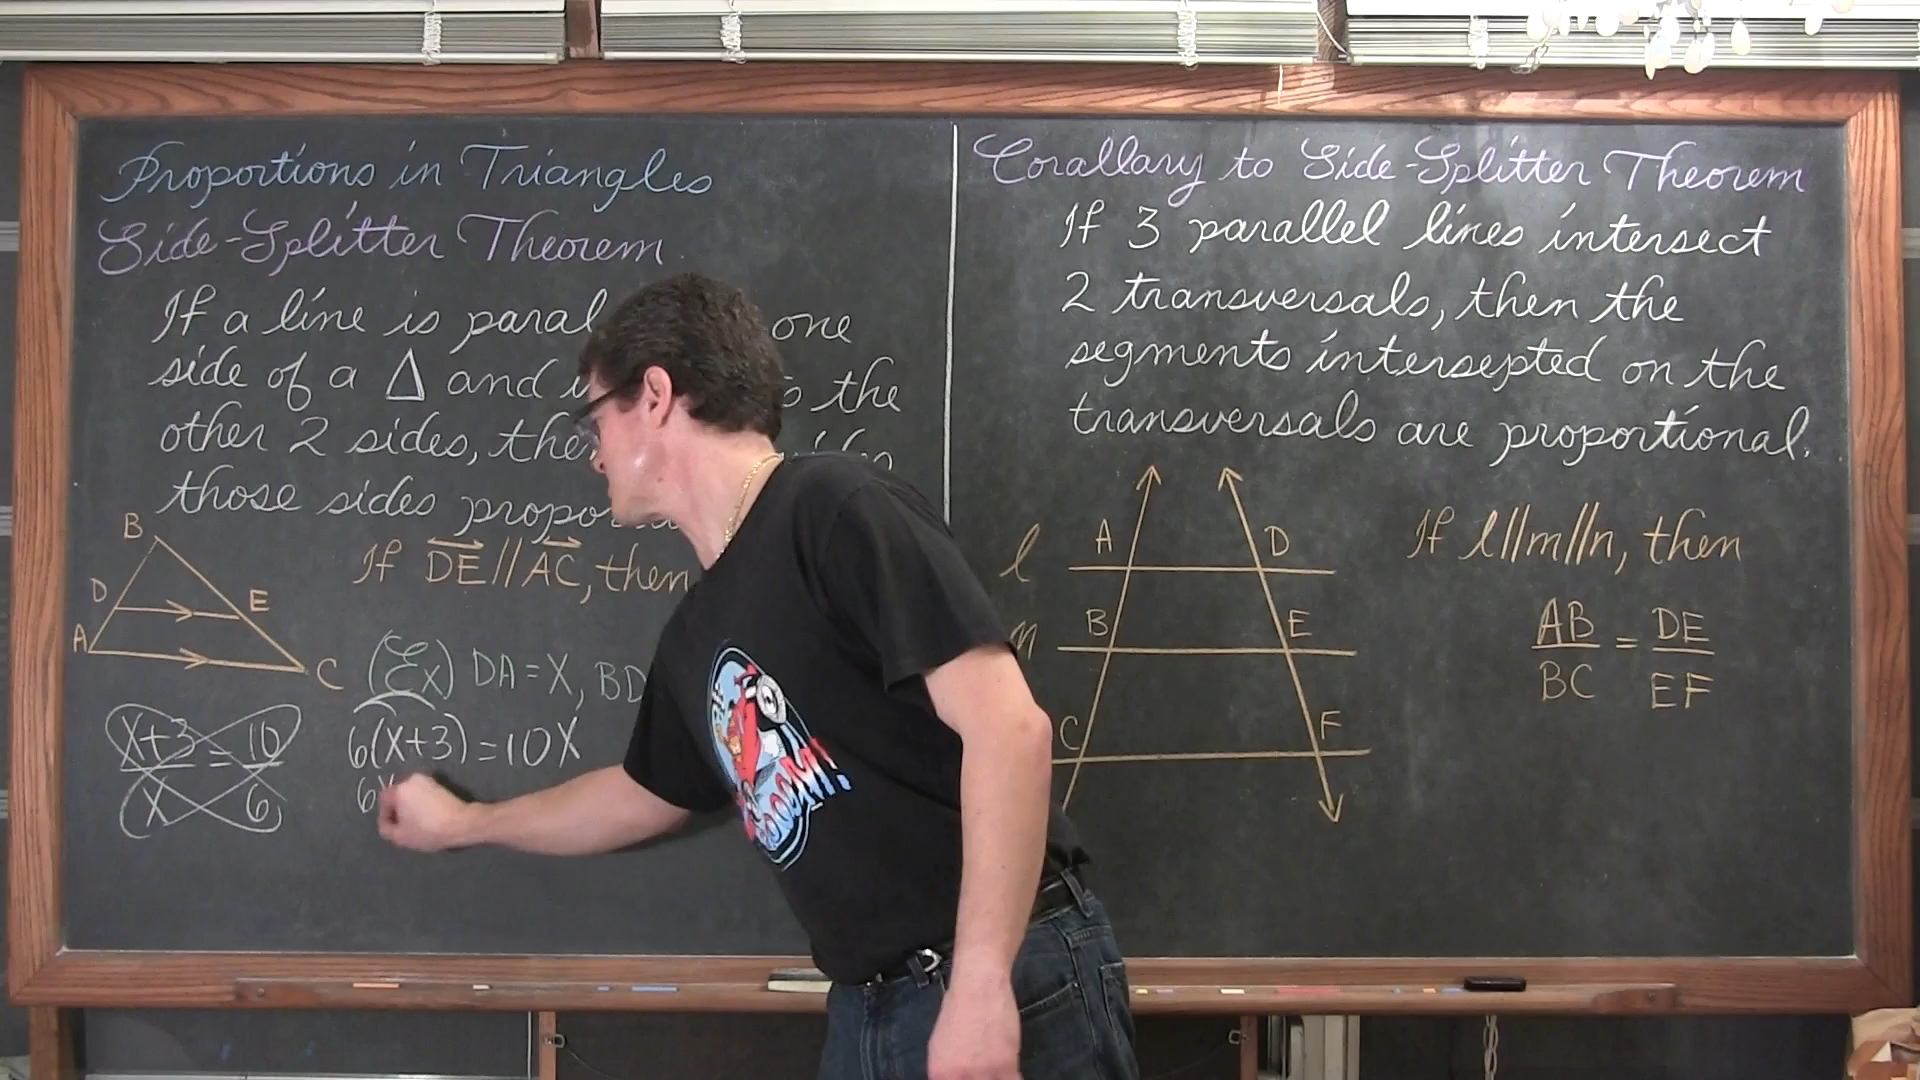 Proportions in Triangles
Side-Splitter Theorem
If a line is paral one
side of a Δ and the
other 2 sides, the
those sides propor
B
D E
A C
If DE // AC, then
(Ex) DA = X, BD
X+3 = 10
X 6
6(X+3) = 10X
6X
Corallary to Side-Splitter Theorem
If 3 parallel lines intersect
2 transversals, then the
segments intersepted on the
transversals are proportional.
l A D
B E
C F
If l//m//n, then
AB = DE
BC EF
ZOOOM!